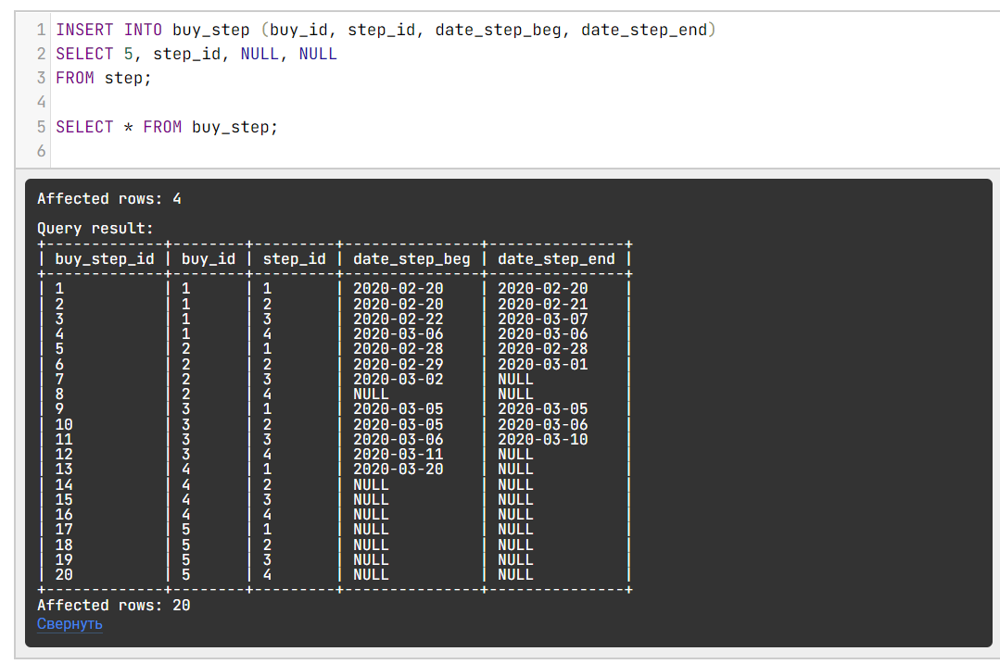 1 INSERT INTO buy_step (buy_id, step_id, date_step_beg, date_step_end)
2 SELECT 5, step_id, NULL, NULL
3 FROM step;
4
5 SELECT * FROM buy_step;
6
Affected rows: 4
Query result:
+-------------+--------+---------+---------------+---------------+
| buy_step_id | buy_id | step_id | date_step_beg | date_step_end |
+-------------+--------+---------+---------------+---------------+
| 1           | 1      | 1       | 2020-02-20    | 2020-02-20    |
| 2           | 1      | 2       | 2020-02-20    | 2020-02-21    |
| 3           | 1      | 3       | 2020-02-22    | 2020-03-07    |
| 4           | 1      | 4       | 2020-03-06    | 2020-03-06    |
| 5           | 2      | 1       | 2020-02-28    | 2020-02-28    |
| 6           | 2      | 2       | 2020-02-29    | 2020-03-01    |
| 7           | 2      | 3       | 2020-03-02    | NULL          |
| 8           | 2      | 4       | NULL          | NULL          |
| 9           | 3      | 1       | 2020-03-05    | 2020-03-05    |
| 10          | 3      | 2       | 2020-03-05    | 2020-03-06    |
| 11          | 3      | 3       | 2020-03-06    | 2020-03-10    |
| 12          | 3      | 4       | 2020-03-11    | NULL          |
| 13          | 4      | 1       | 2020-03-20    | NULL          |
| 14          | 4      | 2       | NULL          | NULL          |
| 15          | 4      | 3       | NULL          | NULL          |
| 16          | 4      | 4       | NULL          | NULL          |
| 17          | 5      | 1       | NULL          | NULL          |
| 18          | 5      | 2       | NULL          | NULL          |
| 19          | 5      | 3       | NULL          | NULL          |
| 20          | 5      | 4       | NULL          | NULL          |
+-------------+--------+---------+---------------+---------------+
Affected rows: 20
Свернуть